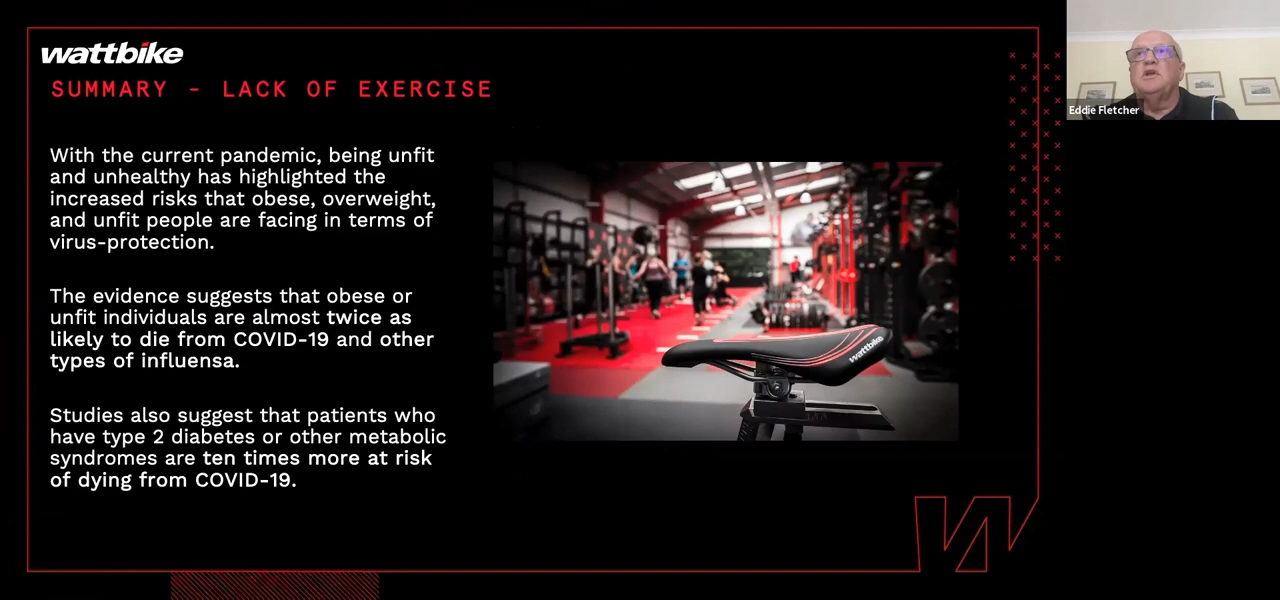 wattbike
SUMMARY - LACK OF EXERCISE
With the current pandemic, being unfit
and unhealthy has highlighted the
increased risks that obese, overweight,
and unfit people are facing in terms of
virus-protection.
The evidence suggests that obese or
unfit individuals are almost twice as
likely to die from COVID-19 and other
types of influensa.
Studies also suggest that patients who
have type 2 diabetes or other metabolic
syndromes are ten times more at risk
of dying from COVID-19.
wattbike
Eddie Fletcher